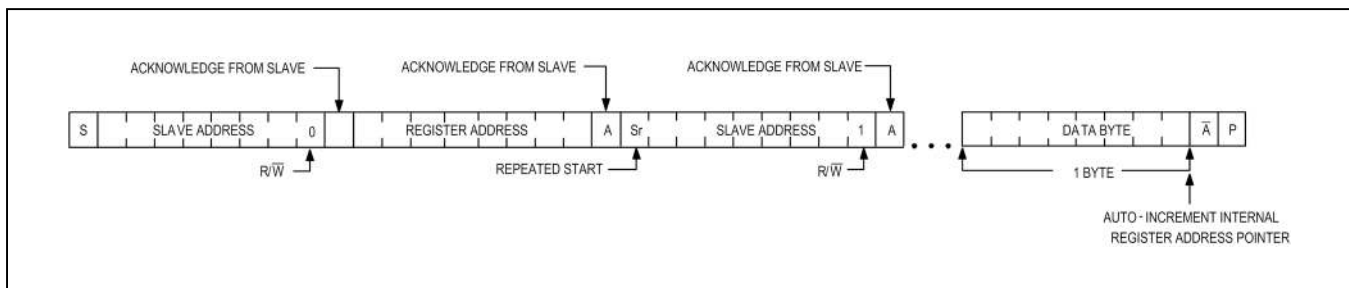 ACKNOWLEDGE FROM SLAVE ACKNOWLEDGE FROM SLAVE ACKNOWLEDGE FROM SLAVE
S SLAVE ADDRESS 0 REGISTER ADDRESS A Sr SLAVE ADDRESS 1 A ... DATA BYTE A̅ P
R/W̅ REPEATED START R/W̅ 1 BYTE
AUTO - INCREMENT INTERNAL
REGISTER ADDRESS POINTER